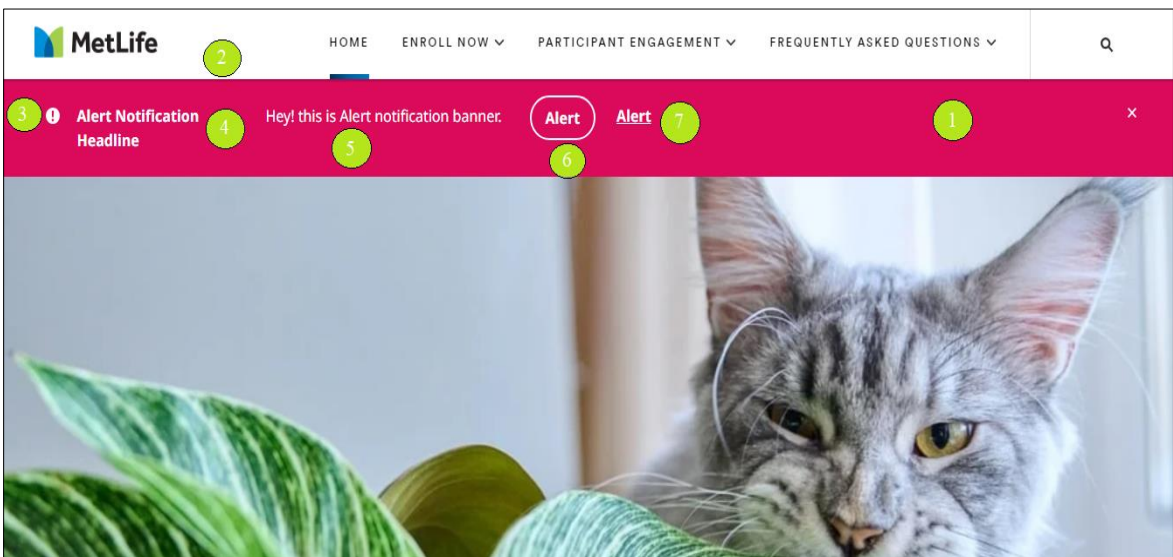 MetLife
HOME ENROLL NOW PARTICIPANT ENGAGEMENT FREQUENTLY ASKED QUESTIONS
2
3 Alert Notification 4 Hey! this is Alert notification banner. Alert Alert 7 1 ×
Headline
5 6